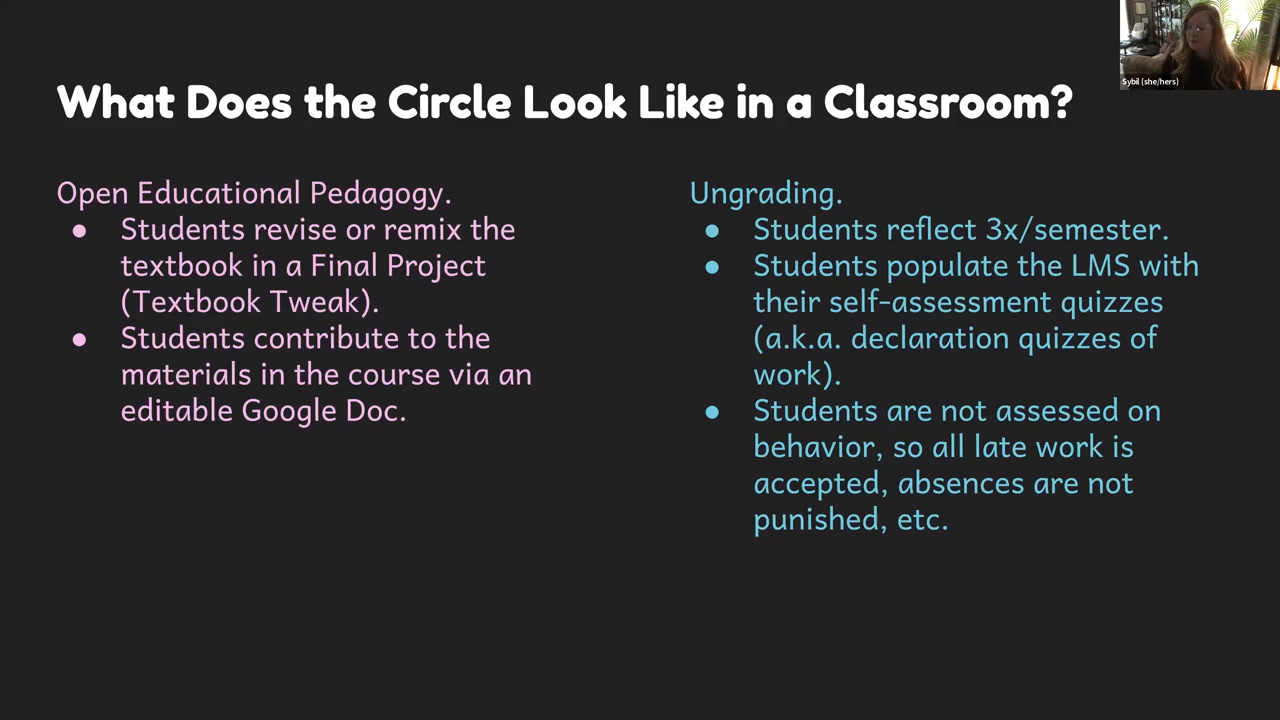 What Does the Circle Look Like in a Classroom?
Open Educational Pedagogy.
● Students revise or remix the
textbook in a Final Project
(Textbook Tweak).
● Students contribute to the
materials in the course via an
editable Google Doc.
Ungrading.
● Students reflect 3x/semester.
● Students populate the LMS with
their self-assessment quizzes
(a.k.a. declaration quizzes of
work).
● Students are not assessed on
behavior, so all late work is
accepted, absences are not
punished, etc.
Sybil (she/hers)